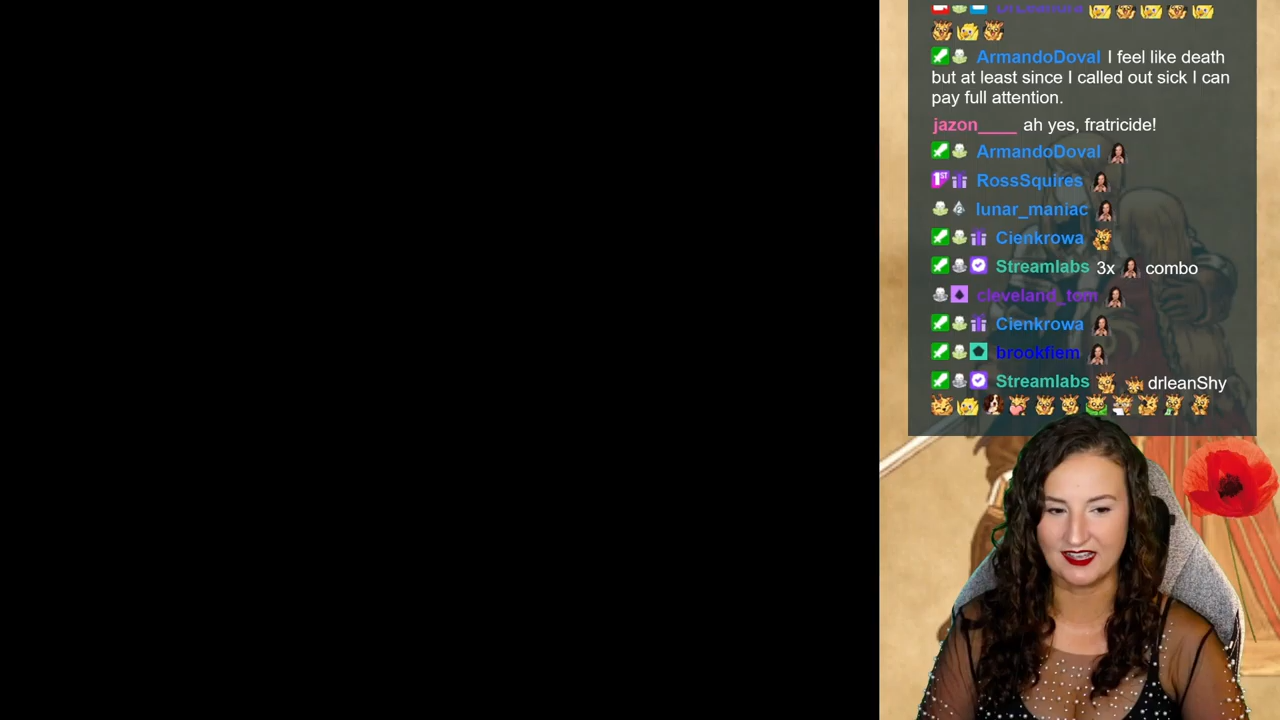 ArmandoDoval I feel like death
but at least since I called out sick I can
pay full attention.
jazon____ ah yes, fratricide!
ArmandoDoval
1ST RossSquires
lunar_maniac
Cienkrowa
Streamlabs 3x combo
cleveland_tom
Cienkrowa
brookfiem
Streamlabs drleanShy